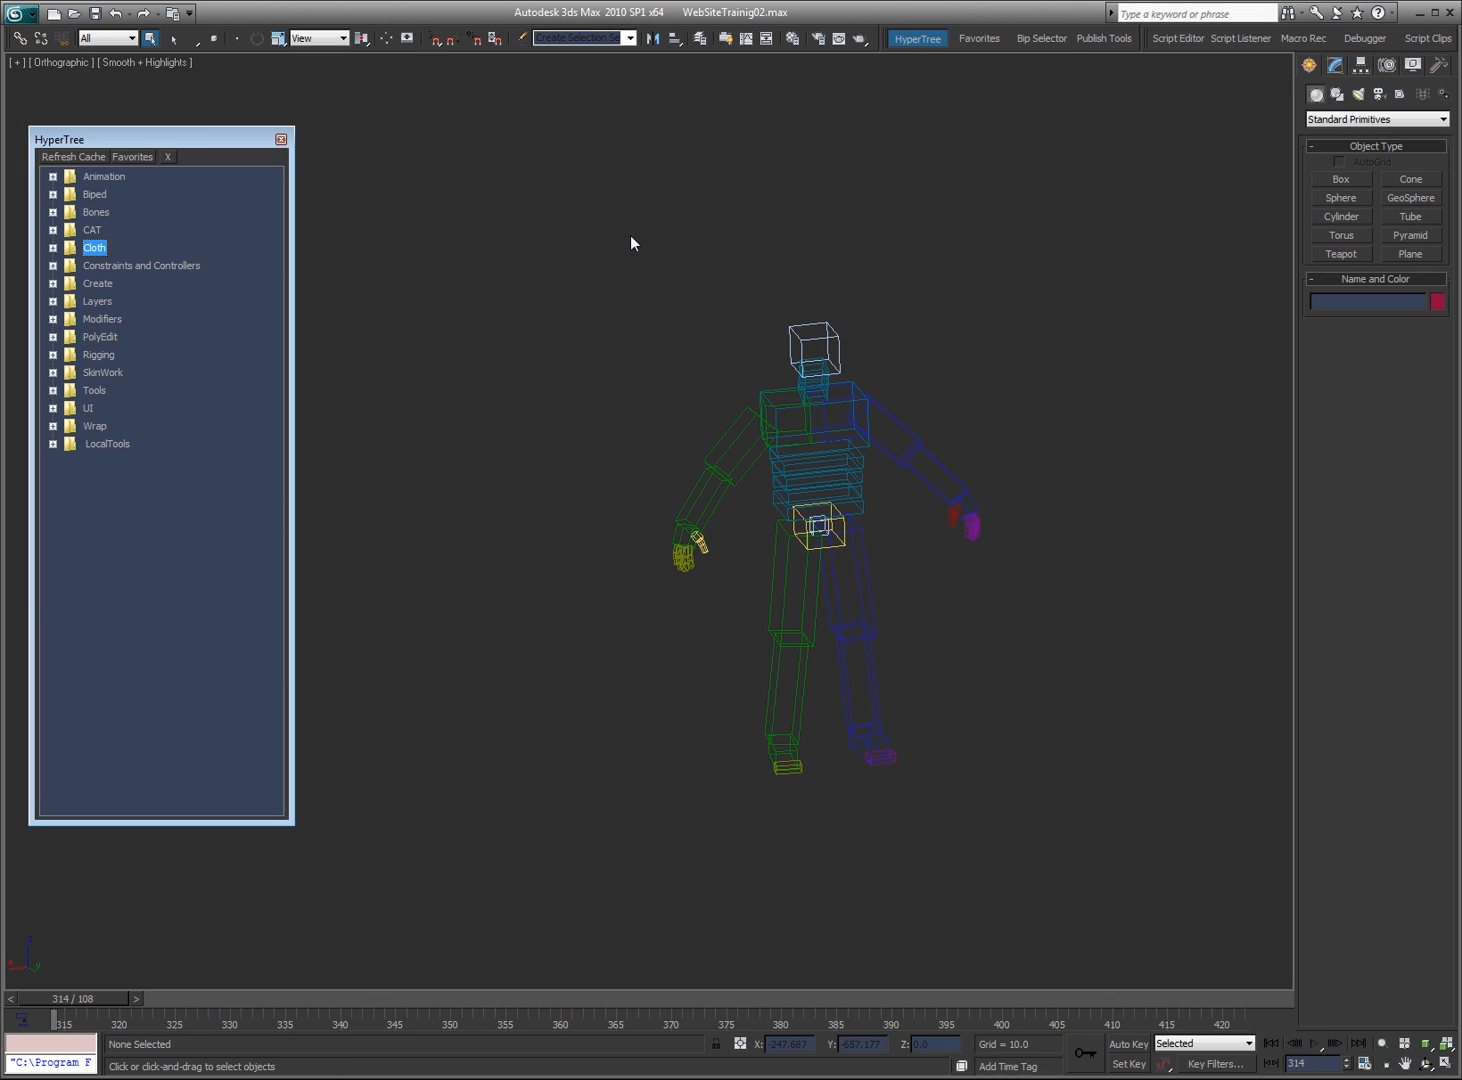 Autodesk 3ds Max 2010 SP1 x64 WebSiteTrainig02.max
Type a keyword or phrase
All
View
Create Selection Se
HyperTree Favorites Bip Selector Publish Tools Script Editor Script Listener Macro Rec Debugger Script Clips
[ + ] [ Orthographic ] [ Smooth + Highlights ]
HyperTree
Refresh Cache Favorites X
Animation
Biped
Bones
CAT
Cloth
Constraints and Controllers
Create
Layers
Modifiers
PolyEdit
Rigging
SkinWork
Tools
UI
Wrap
LocalTools
Standard Primitives
- Object Type
AutoGrid
Box Cone
Sphere GeoSphere
Cylinder Tube
Torus Pyramid
Teapot Plane
- Name and Color
z
x
y
< 314 / 108 >
315 320 325 330 335 340 345 350 355 360 365 370 375 380 385 390 395 400 405 410 415 420
None Selected X: -247.687 Y: -657.177 Z: 0.0 Grid = 10.0 Auto Key Selected
"C:\Program F Click or click-and-drag to select objects Add Time Tag Set Key Key Filters... 314